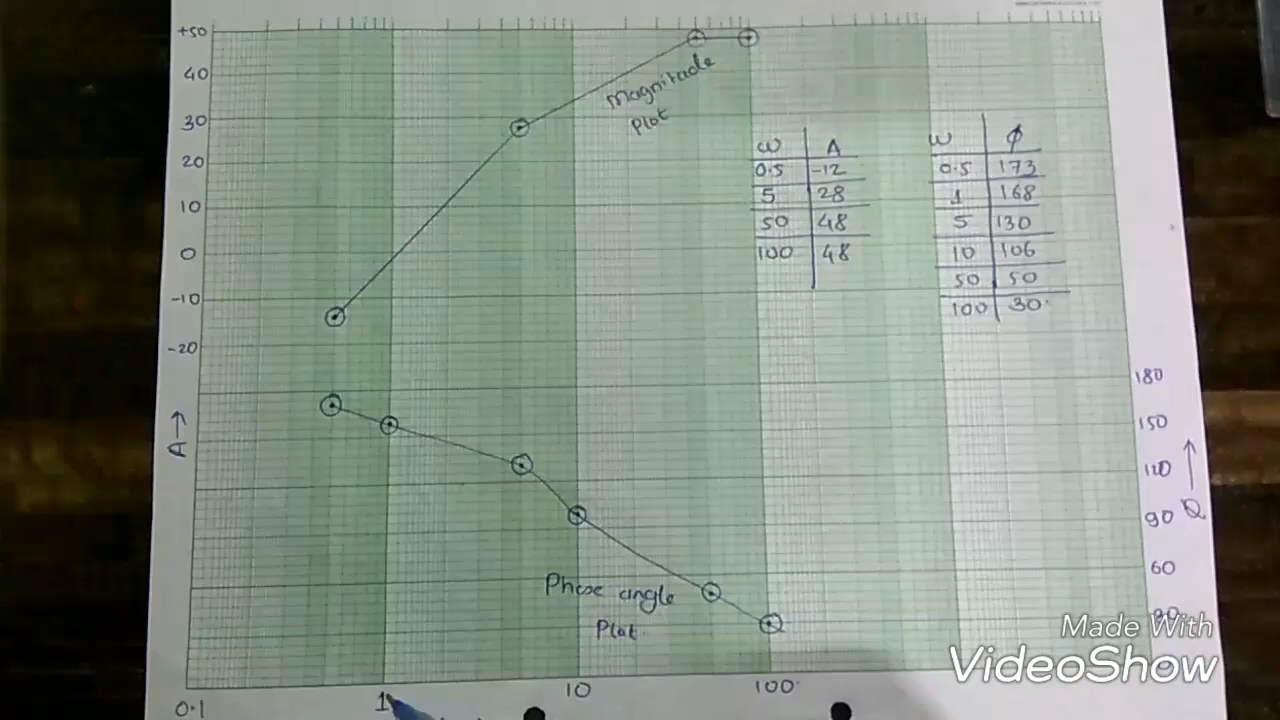 +50
40
30
20
10
0
-10
-20
A→
Magnitude
Plot
ω A
0.5 -12
5 28
50 48
100 48
ω ϕ
0.5 173
1 168
5 130
10 106
50 50
100 30.
180
150
120
90
60
Phase angle
Plot.
0.1 1 10 100.
Made With
VideoShow